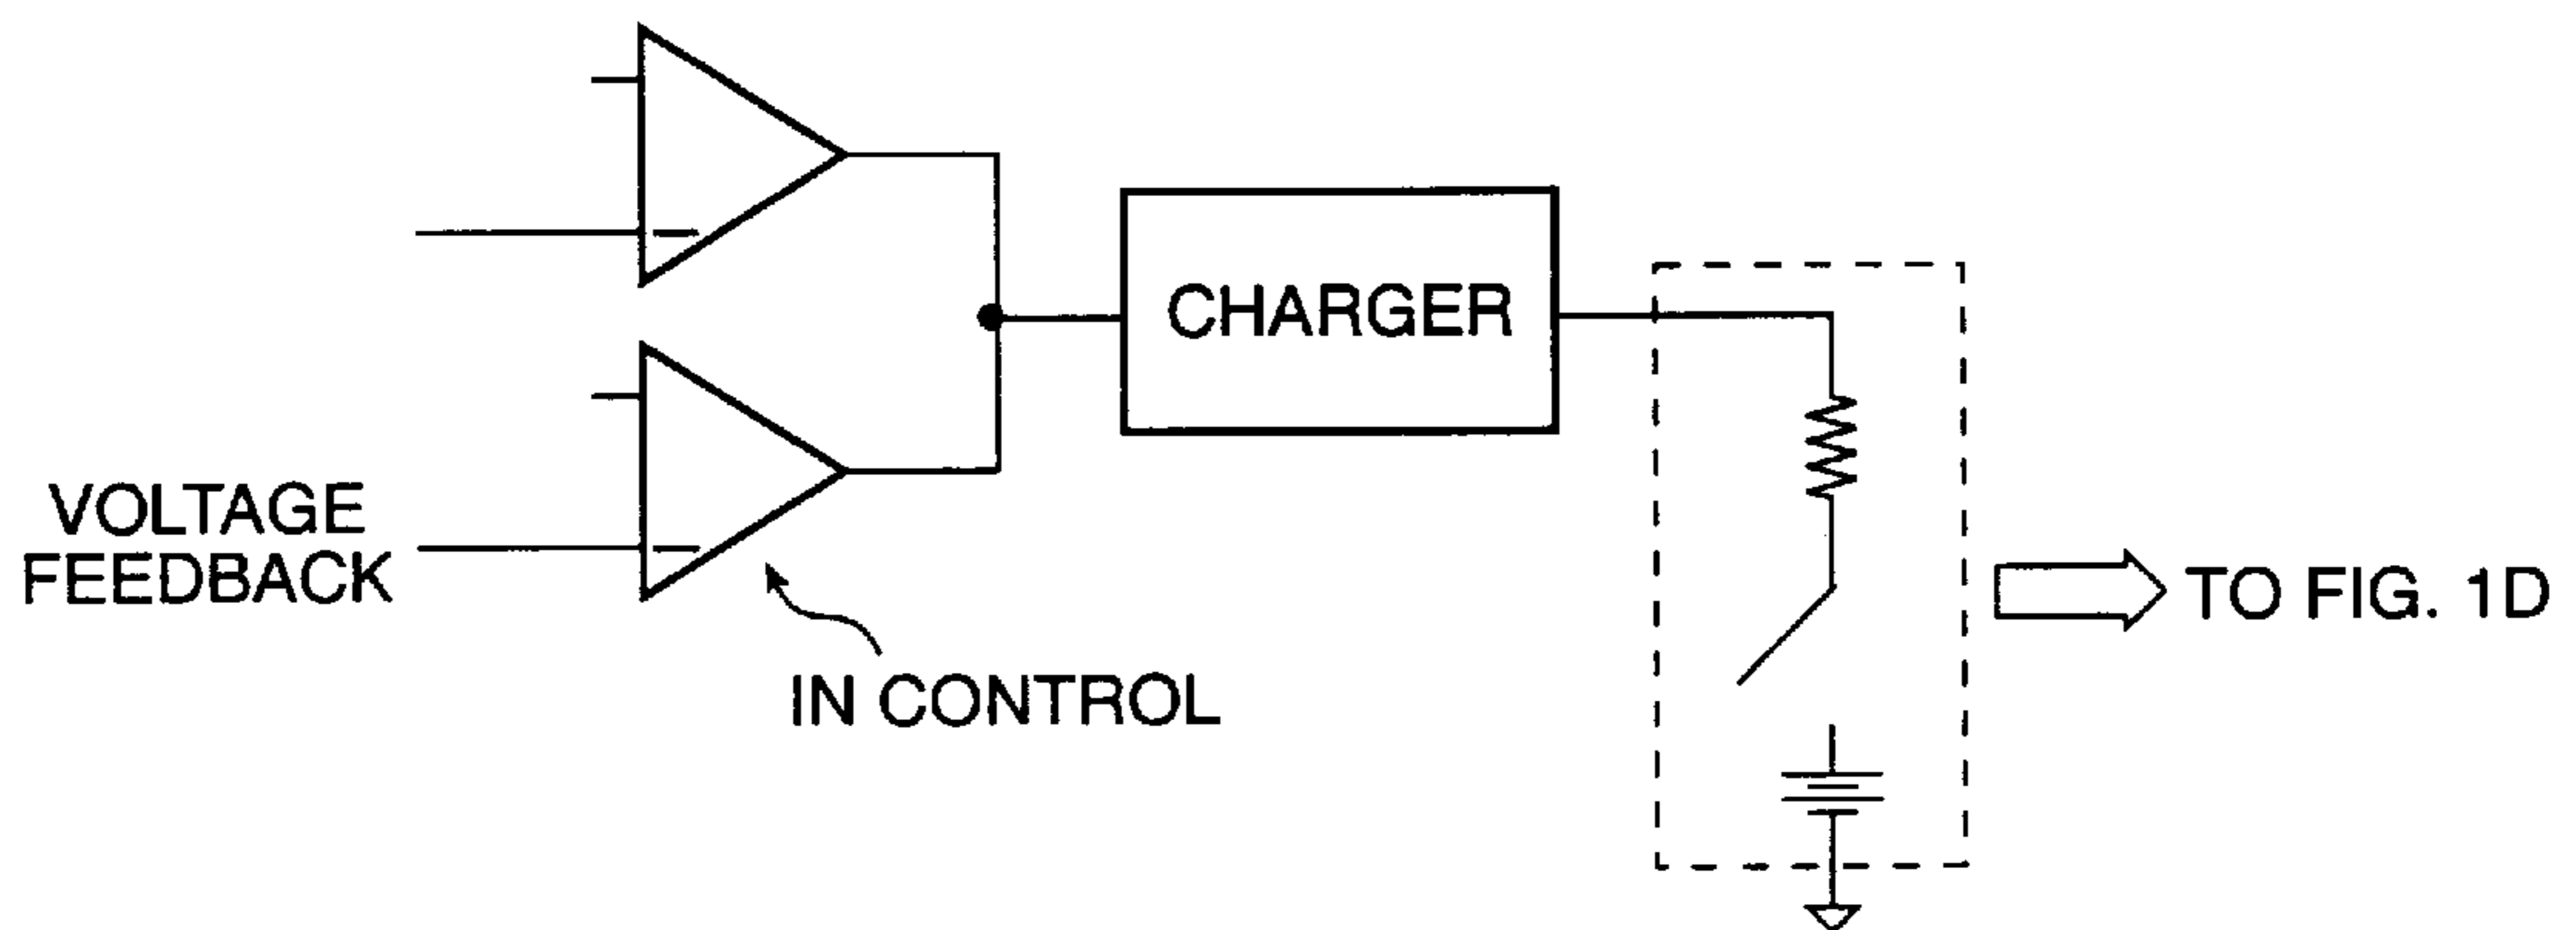 CHARGER
VOLTAGE
FEEDBACK
IN CONTROL
TO FIG. 1D